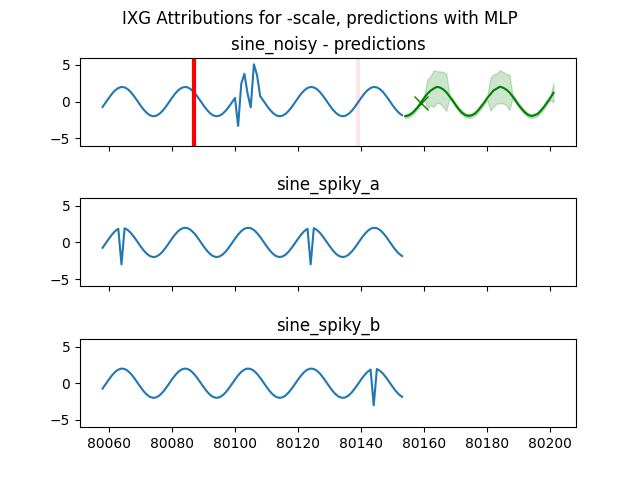 IXG Attributions for -scale, predictions with MLP
sine_noisy - predictions
5
0
−5
sine_spiky_a
5
0
−5
sine_spiky_b
5
0
−5
80060 80080 80100 80120 80140 80160 80180 80200